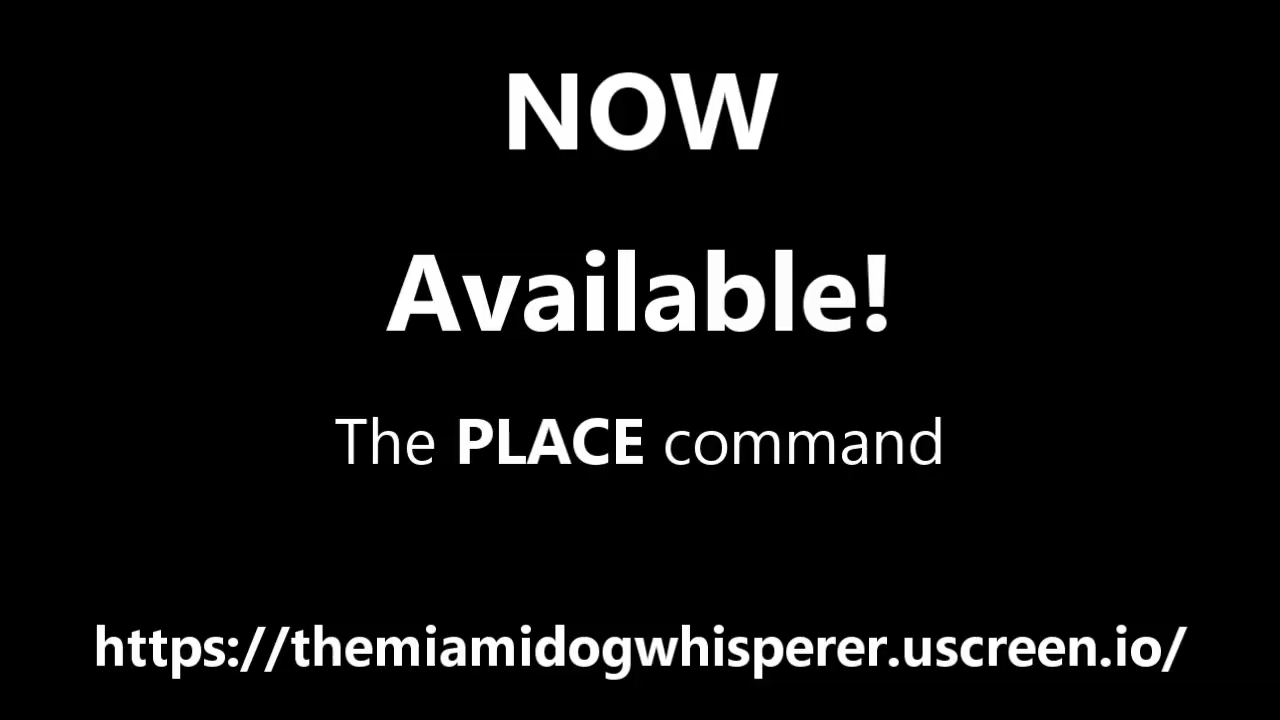 NOW
Available!
The PLACE command
https://themiamidogwhisperer.uscreen.io/